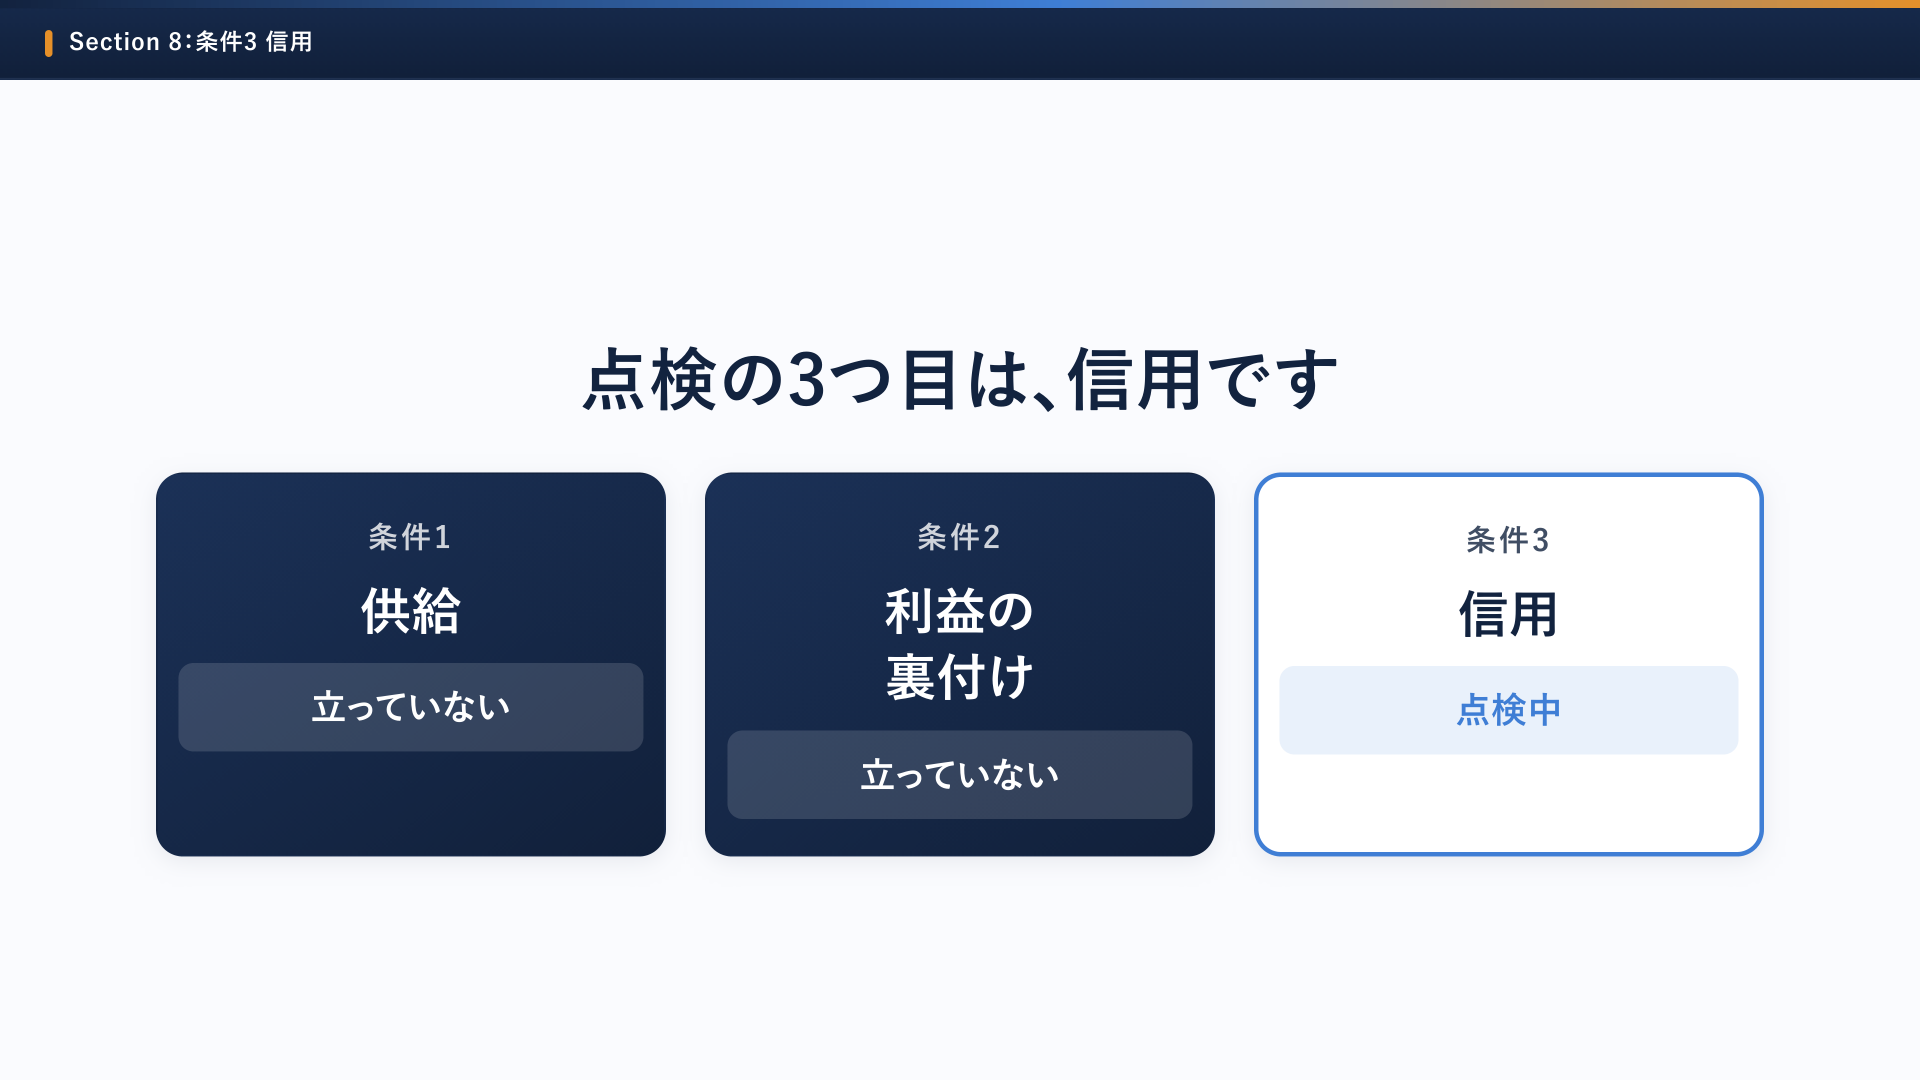 Section 8：条件3 信用
点検の3つ目は、信用です
条件1
供給
立っていない
条件2
利益の
裏付け
立っていない
条件3
信用
点検中